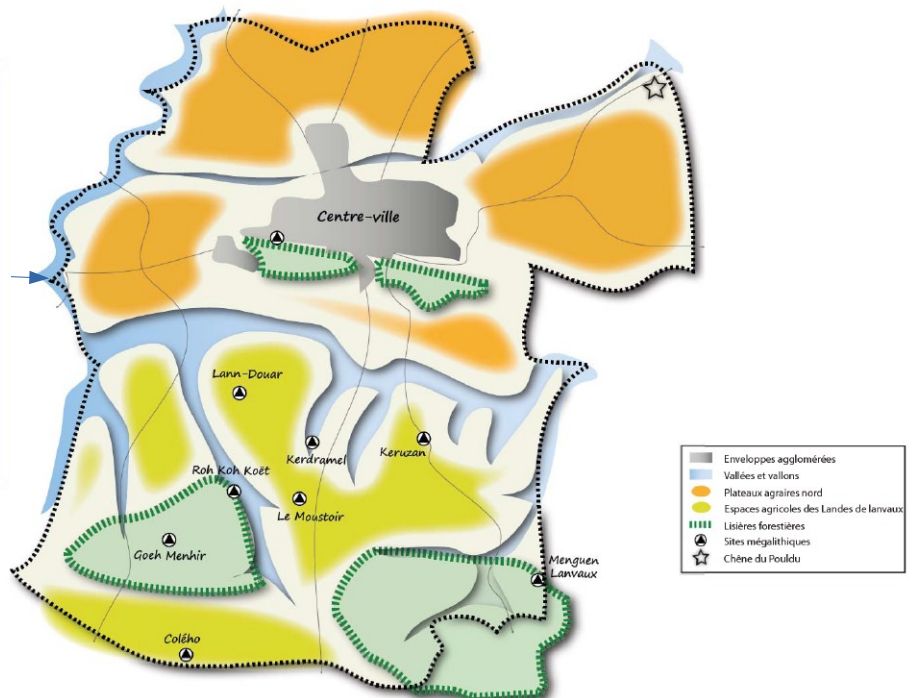 Centre-ville
Lann-Douar
Kerdramel
Keruzan
Roh Koh Koët
Le Moustoir
Goeh Menhir
Menguen
Lanvaux
Colého
Enveloppes agglomérées
Vallées et vallons
Plateaux agraires nord
Espaces agricoles des Landes de lanvaux
Lisières forestières
Sites mégalithiques
Chêne du Pouldu